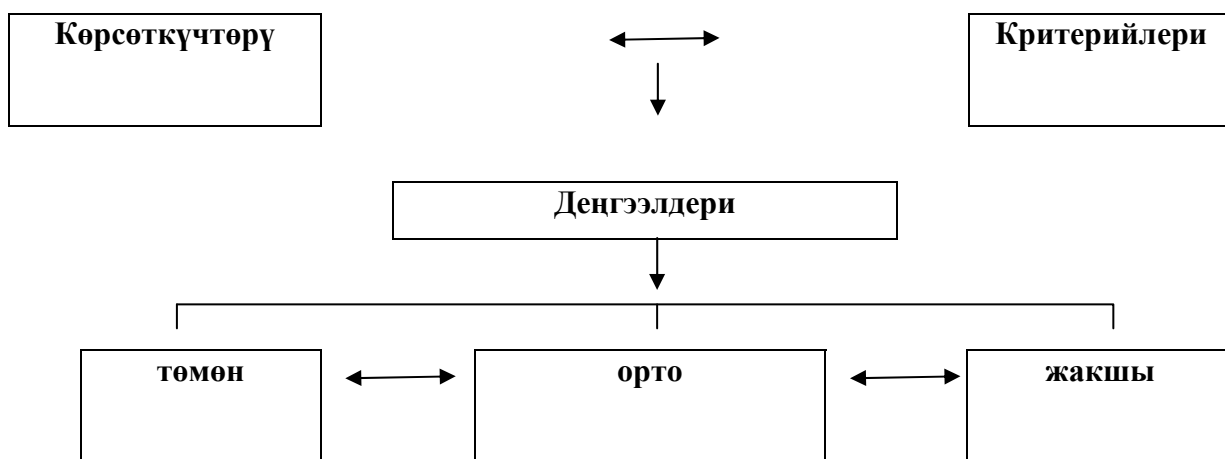 Көрсөткүчтөрү
Критерийлери
Деңгээлдери
төмөн
орто
жакшы